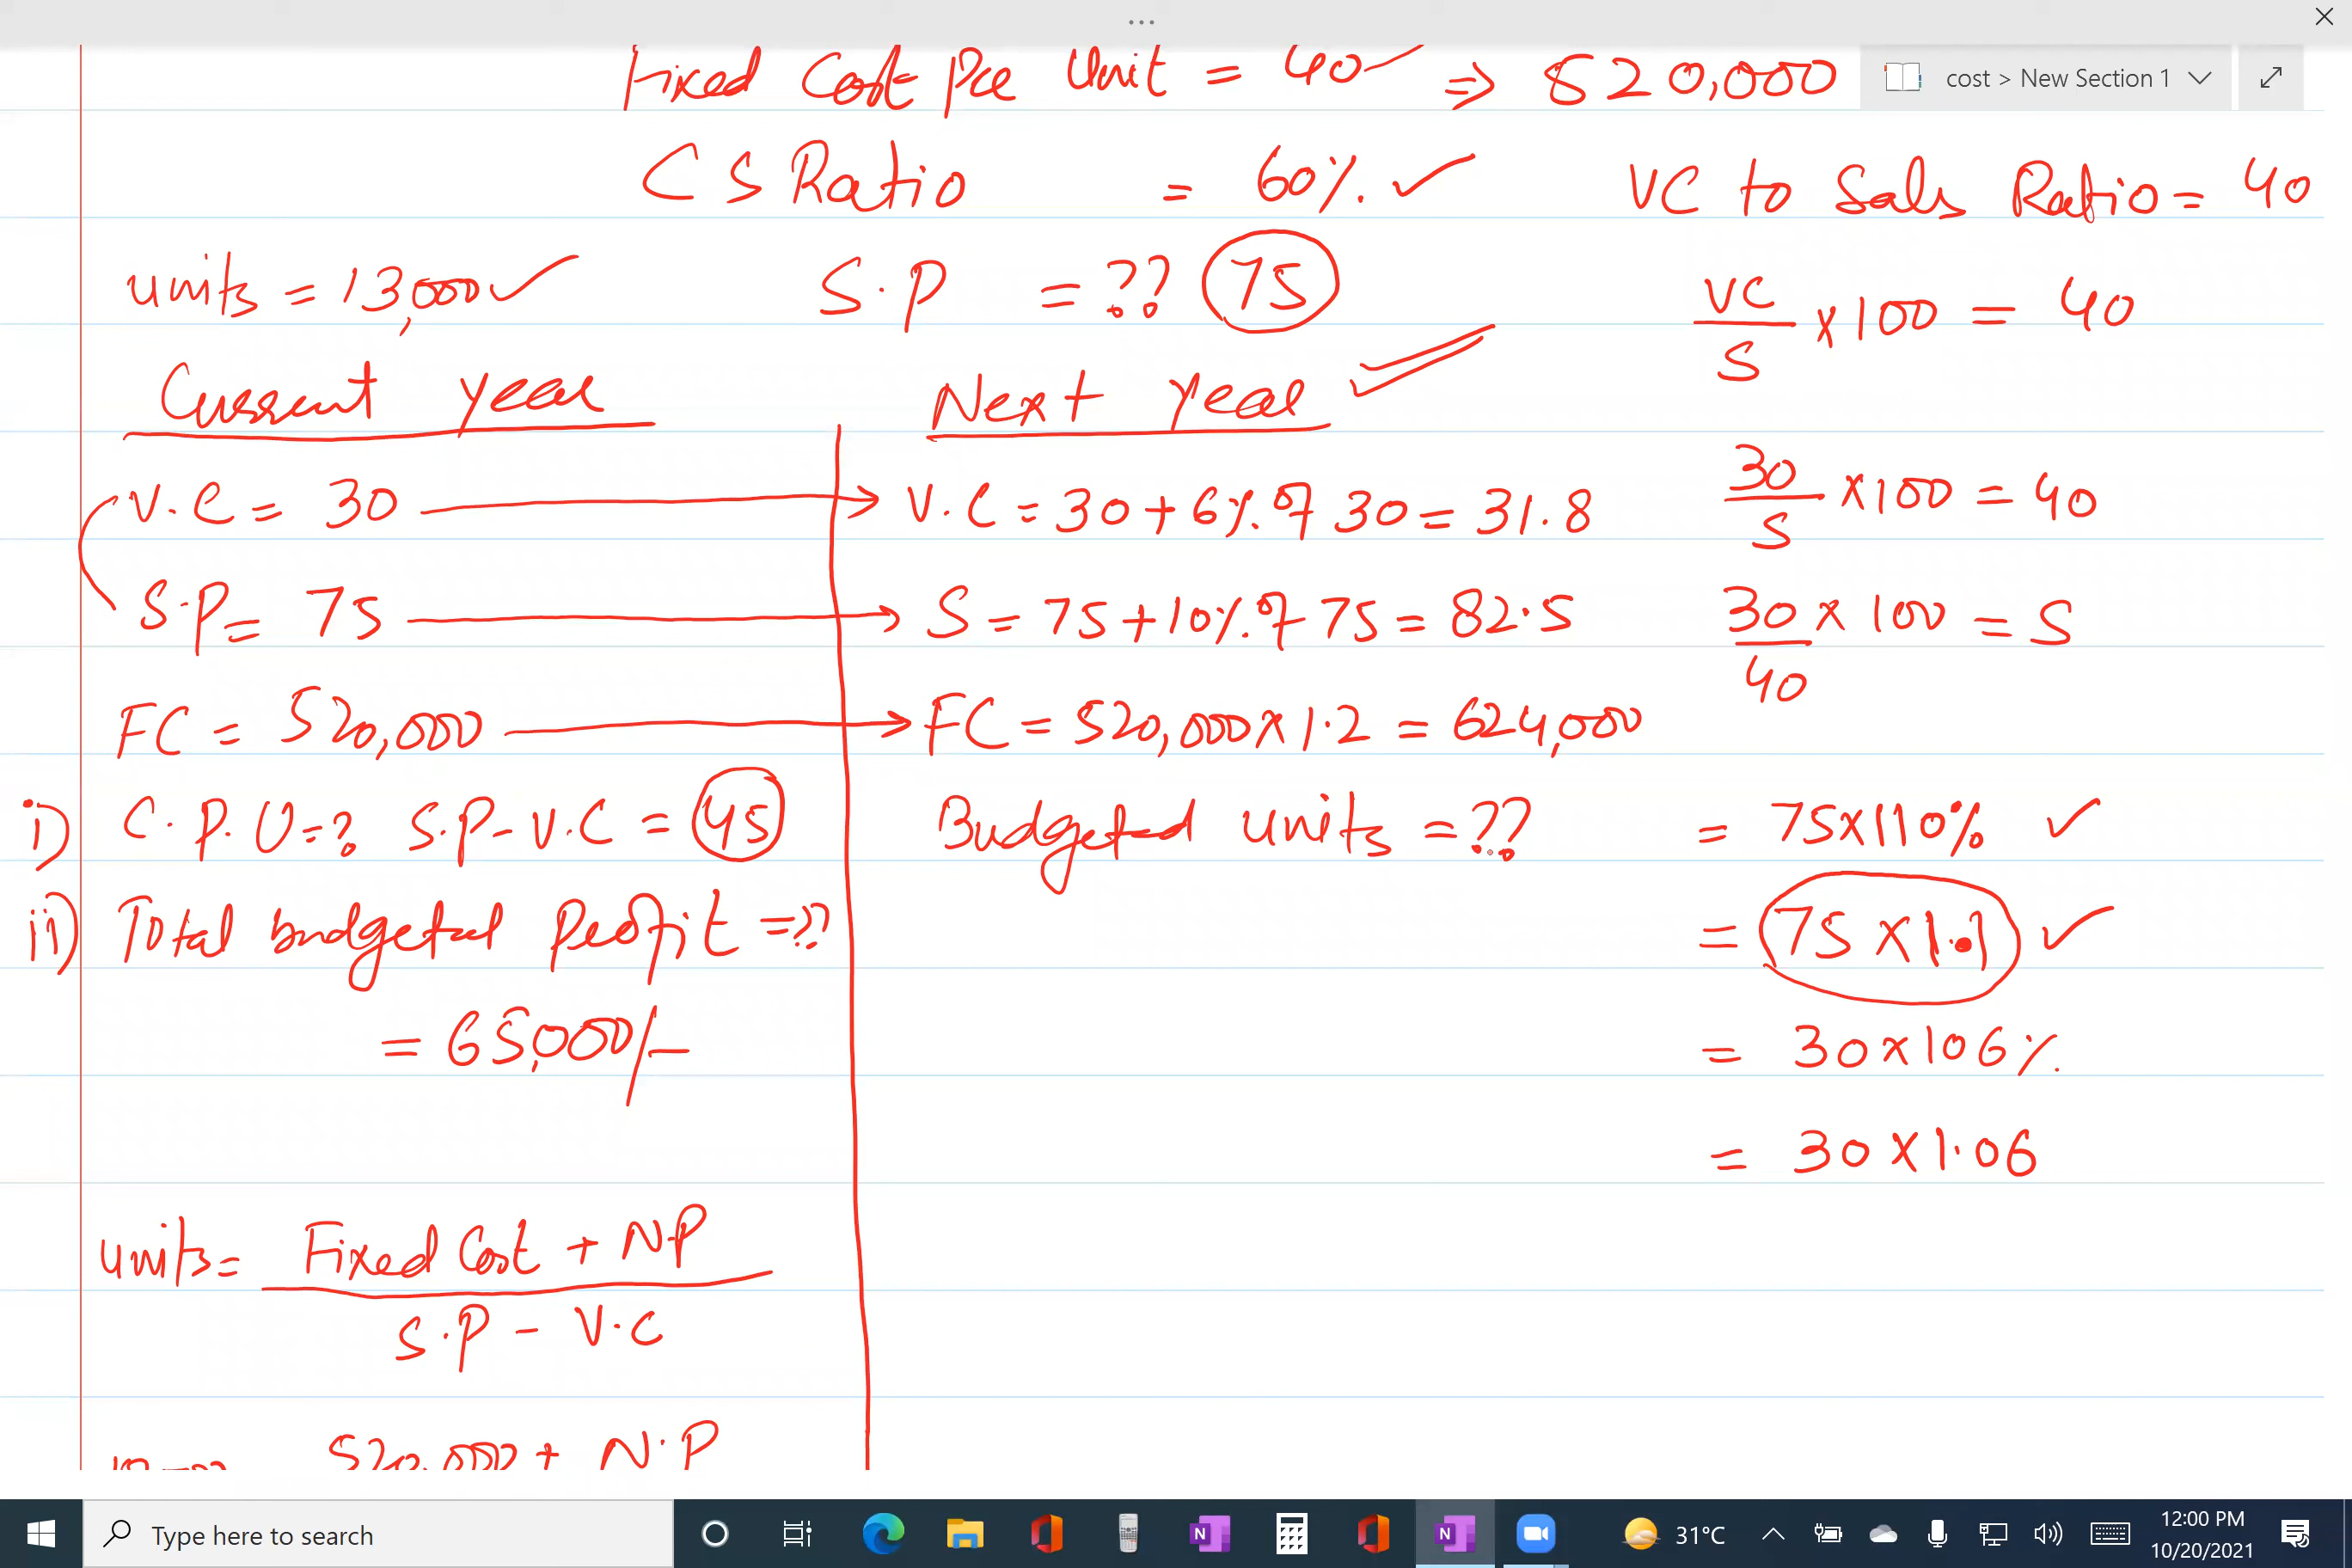 ...
Fixed Cost Per Unit = 40 ⇒ 520,000
cost > New Section 1
C S Ratio = 60%. ✓ VC to Sales Ratio = 40
units = 13,000 ✓ S.P = ?? 75
VC/S × 100 = 40
Current year Next year ✓
V.C = 30 → V.C = 30 + 6% of 30 = 31.8
30/S × 100 = 40
S.P = 75 → S = 75 + 10% of 75 = 82.5
30/40 × 100 = S
FC = 520,000 → FC = 520,000 × 1.2 = 624,000
i) C.P.U = ? S.P - V.C = 45 Budgeted units = ?? = 75 × 110% ✓
ii) Total budgeted Profit = ?? = 75 × 1.1 ✓
= 65,000/- = 30 × 106%.
= 30 × 1.06
units = Fixed Cost + NP
S.P - V.C
520,000 + N.P
Type here to search
31°C
12:00 PM
10/20/2021